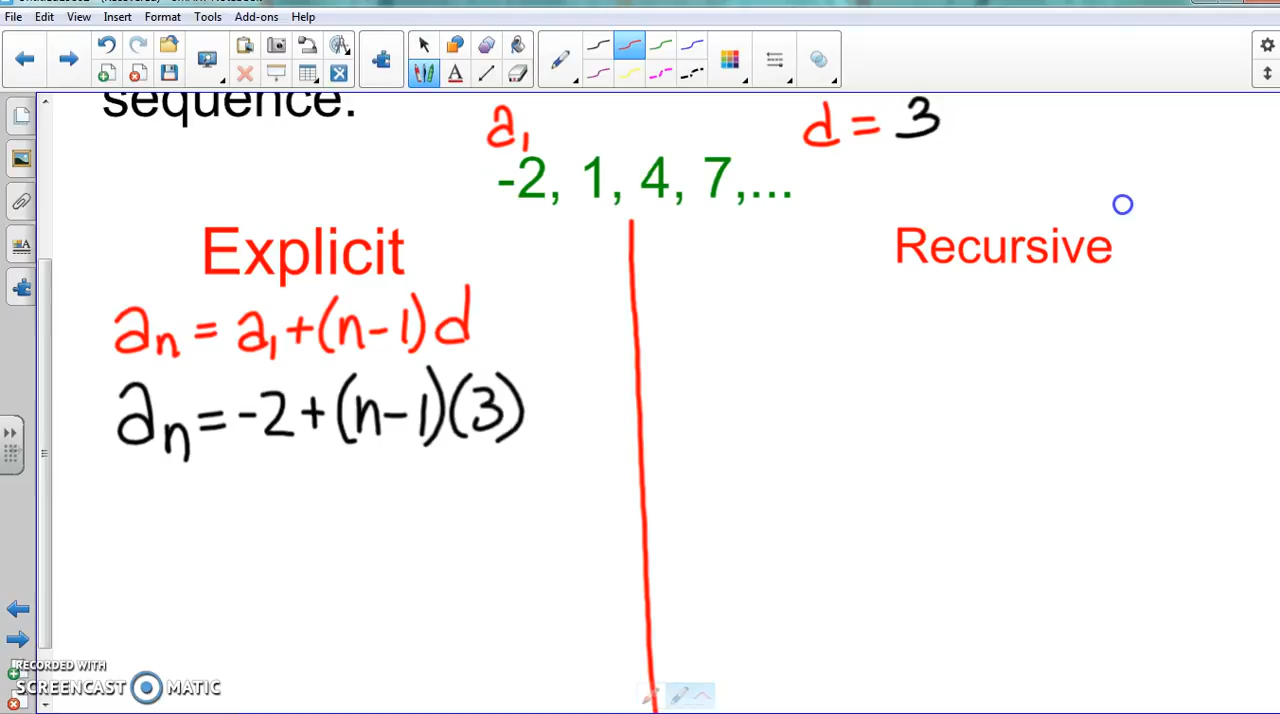 File Edit View Insert Format Tools Add-ons Help
sequence.
a₁ d = 3
-2, 1, 4, 7,...
Explicit Recursive
aₙ = a₁ + (n-1)d
aₙ = -2 + (n-1)(3)
RECORDED WITH
SCREENCAST MATIC